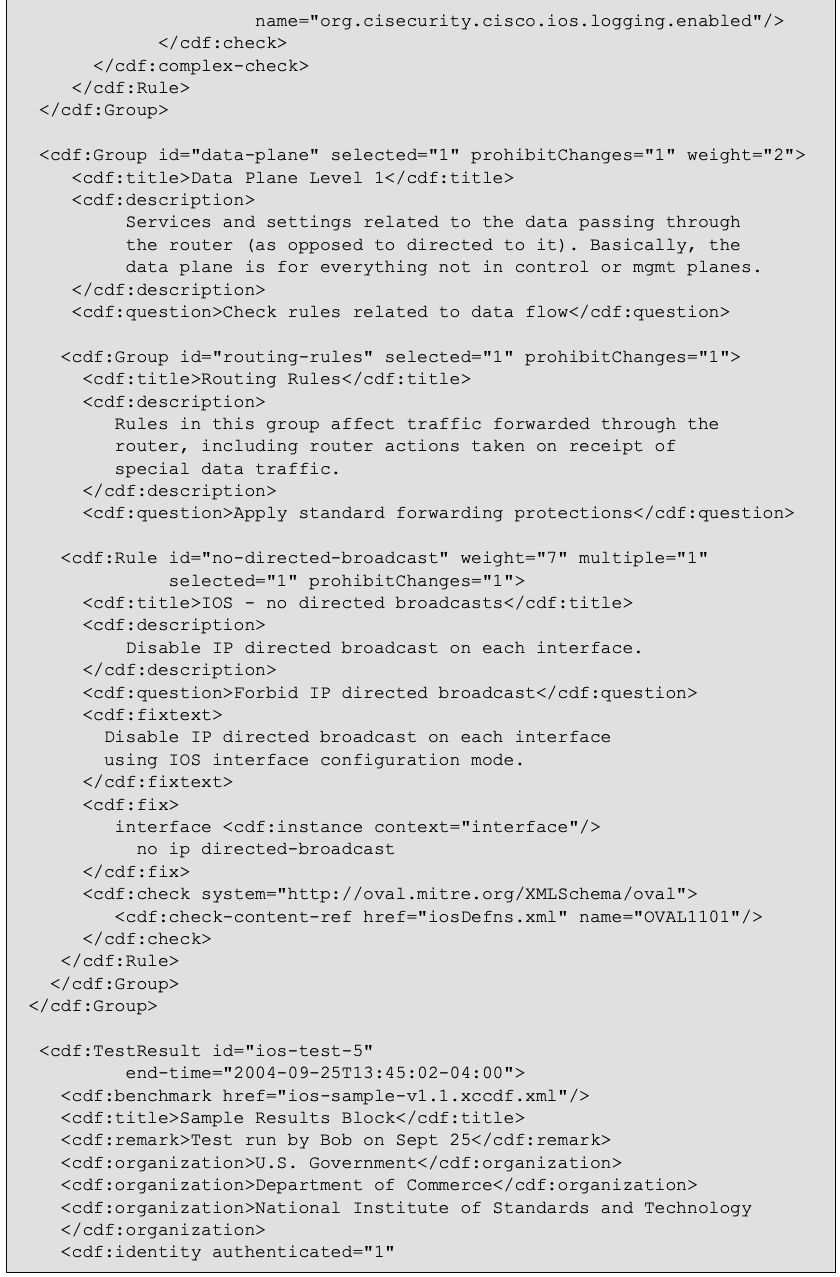 name="org.cisecurity.cisco.ios.logging.enabled"/>
</cdf:check>
</cdf:complex-check>
</cdf:Rule>
</cdf:Group>
<cdf:Group id="data-plane" selected="1" prohibitChanges="1" weight="2">
<cdf:title>Data Plane Level 1</cdf:title>
<cdf:description>
Services and settings related to the data passing through
the router (as opposed to directed to it). Basically, the
data plane is for everything not in control or mgmt planes.
</cdf:description>
<cdf:question>Check rules related to data flow</cdf:question>
<cdf:Group id="routing-rules" selected="1" prohibitChanges="1">
<cdf:title>Routing Rules</cdf:title>
<cdf:description>
Rules in this group affect traffic forwarded through the
router, including router actions taken on receipt of
special data traffic.
</cdf:description>
<cdf:question>Apply standard forwarding protections</cdf:question>
<cdf:Rule id="no-directed-broadcast" weight="7" multiple="1"
selected="1" prohibitChanges="1">
<cdf:title>IOS - no directed broadcasts</cdf:title>
<cdf:description>
Disable IP directed broadcast on each interface.
</cdf:description>
<cdf:question>Forbid IP directed broadcast</cdf:question>
<cdf:fixtext>
Disable IP directed broadcast on each interface
using IOS interface configuration mode.
</cdf:fixtext>
<cdf:fix>
interface <cdf:instance context="interface"/>
no ip directed-broadcast
</cdf:fix>
<cdf:check system="http://oval.mitre.org/XMLSchema/oval">
<cdf:check-content-ref href="iosDefns.xml" name="OVAL1101"/>
</cdf:check>
</cdf:Rule>
</cdf:Group>
</cdf:Group>
<cdf:TestResult id="ios-test-5"
end-time="2004-09-25T13:45:02-04:00">
<cdf:benchmark href="ios-sample-v1.1.xccdf.xml"/>
<cdf:title>Sample Results Block</cdf:title>
<cdf:remark>Test run by Bob on Sept 25</cdf:remark>
<cdf:organization>U.S. Government</cdf:organization>
<cdf:organization>Department of Commerce</cdf:organization>
<cdf:organization>National Institute of Standards and Technology
</cdf:organization>
<cdf:identity authenticated="1"